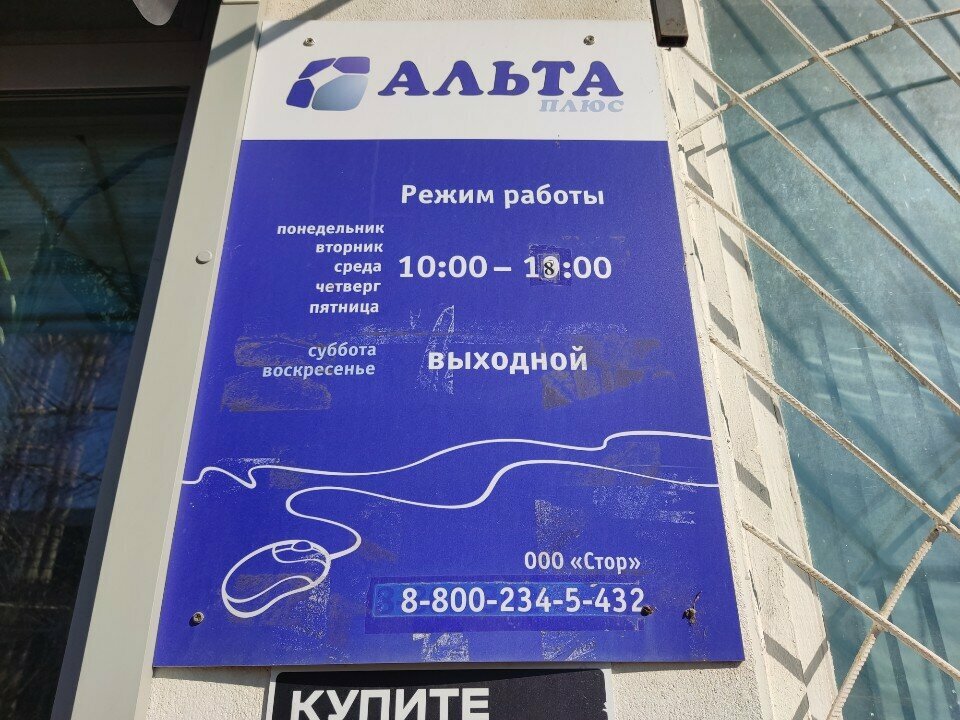 АЛЬТА
ПЛЮС
Режим работы
понедельник
вторник
среда
четверг
пятница
10:00 – 18:00
суббота
воскресенье
выходной
ООО «Стор»
8-800-234-5-432
КУПИТЕ